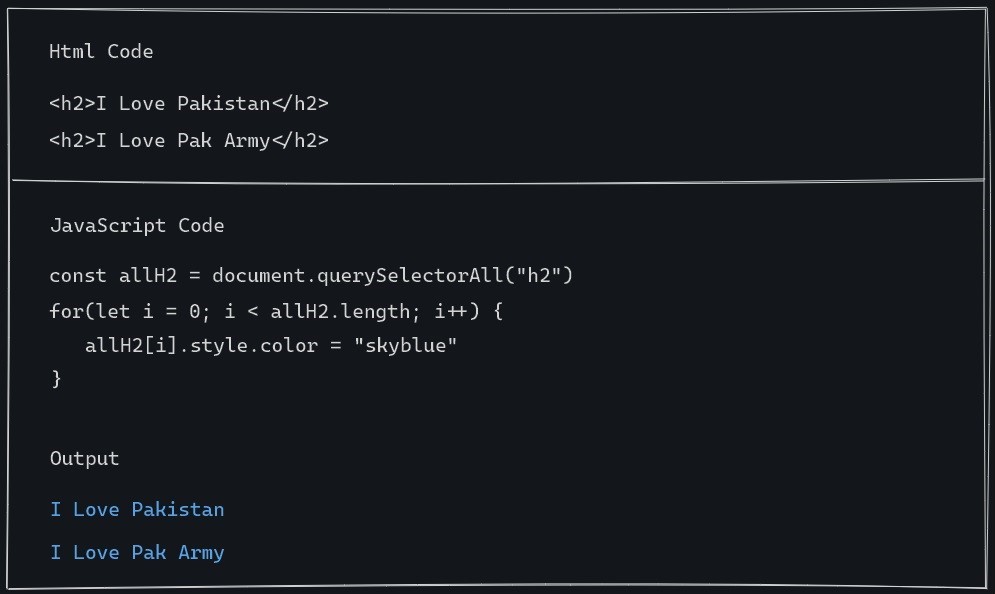 Html Code
<h2>I Love Pakistan</h2>
<h2>I Love Pak Army</h2>
JavaScript Code
const allH2 = document.querySelectorAll("h2")
for(let i = 0; i < allH2.length; i++) {
   allH2[i].style.color = "skyblue"
}
Output
I Love Pakistan
I Love Pak Army